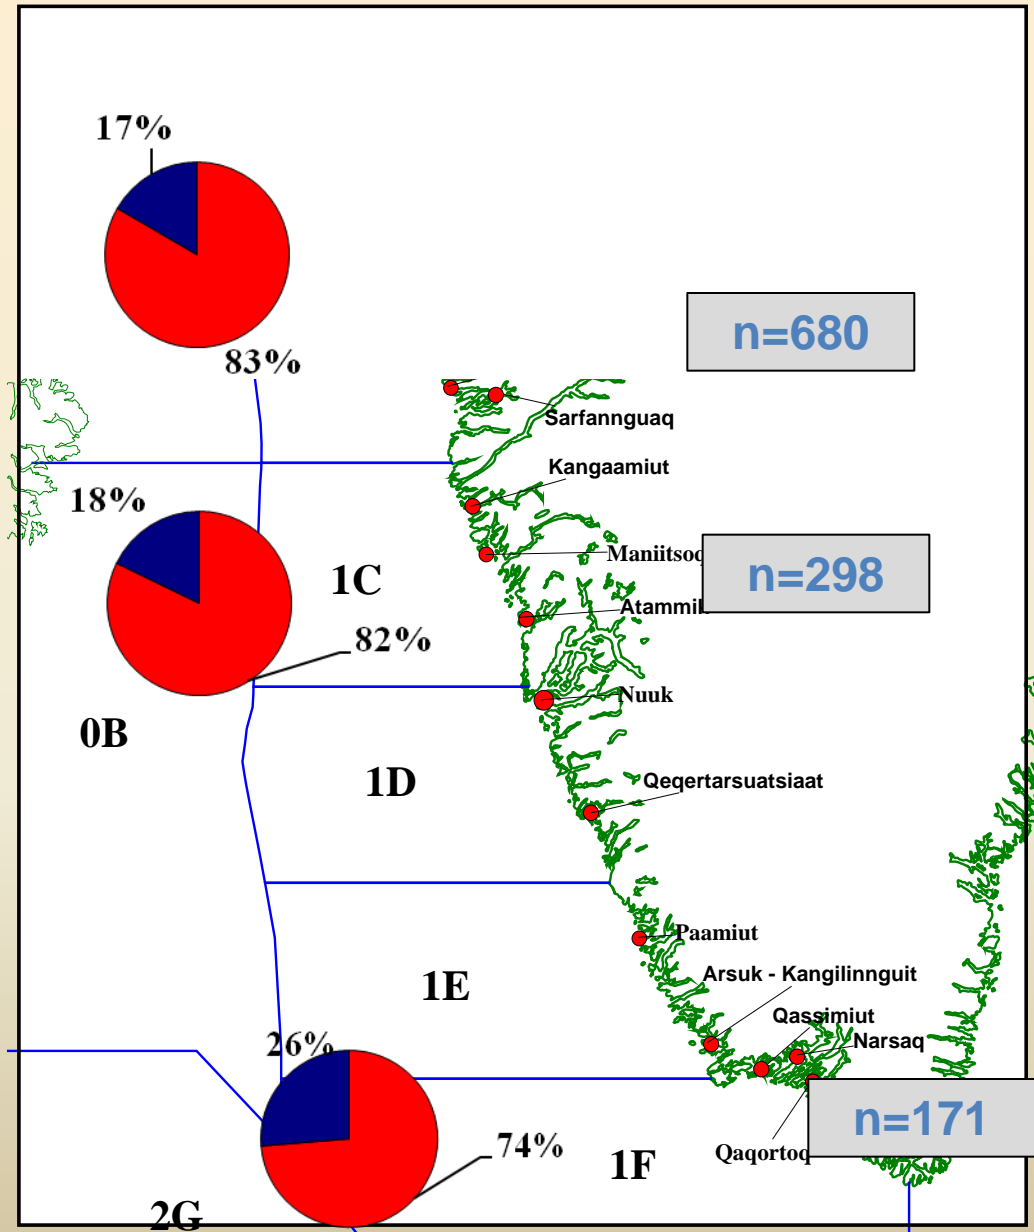 17%
83%
n=680
Sarfannguaq
Kangaamiut
18%
Maniitsoq
n=298
1C
Atammik
82%
Nuuk
0B
1D
Qeqertarsuatsiaat
Paamiut
Arsuk - Kangilinnguit
1E
Qassimiut
26%
Narsaq
n=171
74%
Qaqortoq
1F
2G